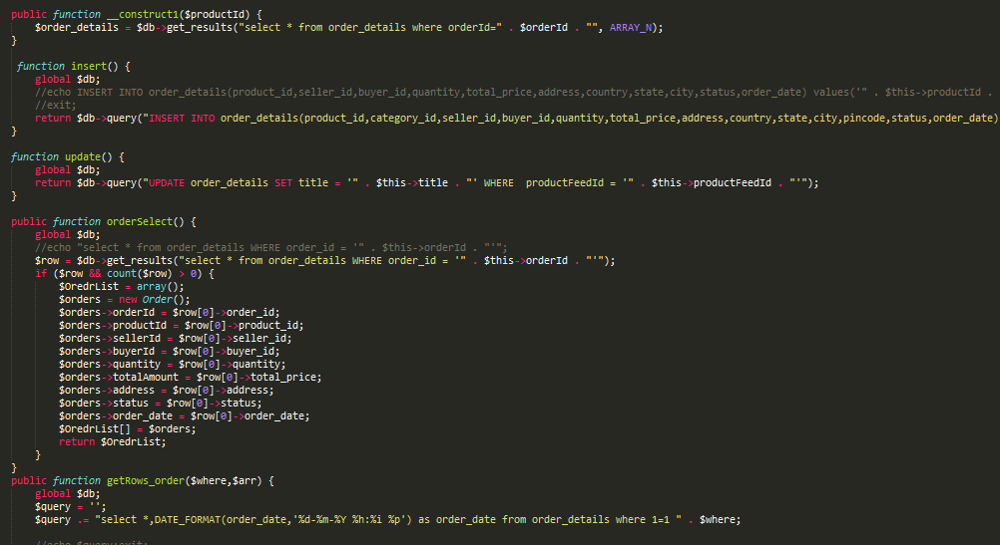 public function __construct1($productId) {
$order_details = $db->get_results("select * from order_details where orderId=" . $orderId . "", ARRAY_N);
}
function insert() {
global $db;
//echo INSERT INTO order_details(product_id,seller_id,buyer_id,quantity,total_price,address,country,state,city,status,order_date) values('" . $this->productId .
//exit;
return $db->query("INSERT INTO order_details(product_id,category_id,seller_id,buyer_id,quantity,total_price,address,country,state,city,pincode,status,order_date)
}
function update() {
global $db;
return $db->query("UPDATE order_details SET title = '" . $this->title . "' WHERE  productFeedId = '" . $this->productFeedId . "'");
}
public function orderSelect() {
global $db;
//echo "select * from order_details WHERE order_id = '" . $this->orderId . "'";
$row = $db->get_results("select * from order_details WHERE order_id = '" . $this->orderId . "'");
if ($row && count($row) > 0) {
$OredrList = array();
$orders = new Order();
$orders->orderId = $row[0]->order_id;
$orders->productId = $row[0]->product_id;
$orders->sellerId = $row[0]->seller_id;
$orders->buyerId = $row[0]->buyer_id;
$orders->quantity = $row[0]->quantity;
$orders->totalAmount = $row[0]->total_price;
$orders->address = $row[0]->address;
$orders->status = $row[0]->status;
$orders->order_date = $row[0]->order_date;
$OredrList[] = $orders;
return $OredrList;
}
}
public function getRows_order($where,$arr) {
global $db;
$query = '';
$query .= "select *,DATE_FORMAT(order_date,'%d-%m-%Y %h:%i %p') as order_date from order_details where 1=1 " . $where;
//echo $query;exit;